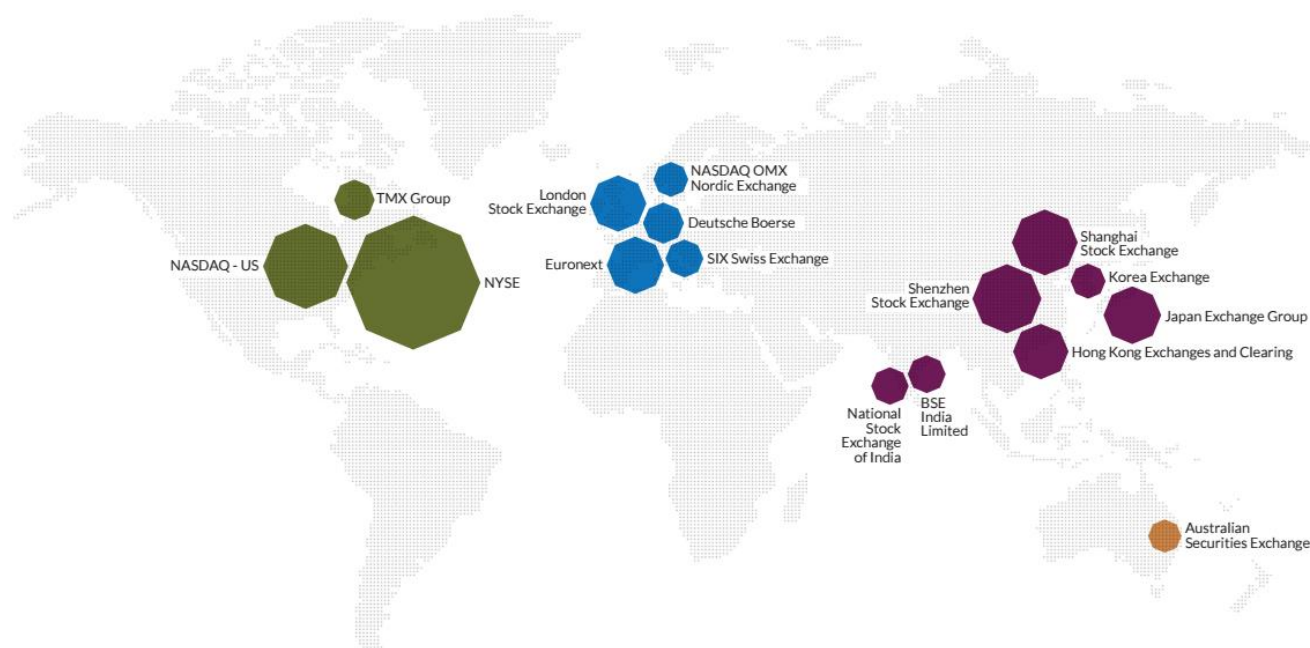 TMX Group
NASDAQ - US
NYSE
NASDAQ OMX
Nordic Exchange
London
Stock Exchange
Deutsche Boerse
Euronext
SIX Swiss Exchange
Shanghai
Stock Exchange
Korea Exchange
Shenzhen
Stock Exchange
Japan Exchange Group
Hong Kong Exchanges and Clearing
National
Stock
Exchange
of India
BSE
India
Limited
Australian
Securities Exchange